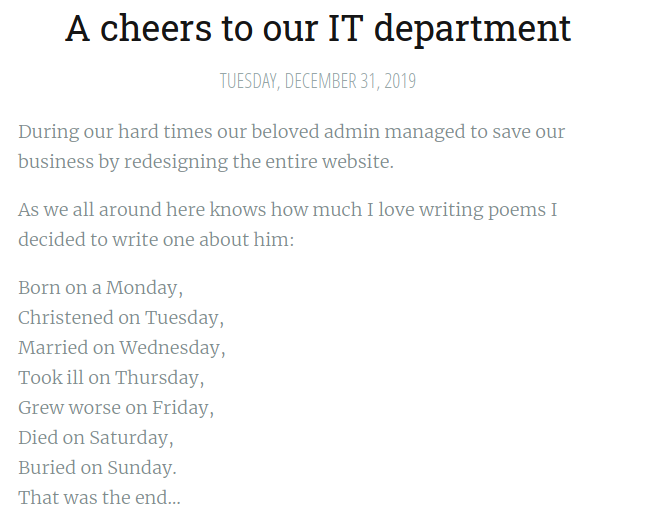 A cheers to our IT department
TUESDAY, DECEMBER 31, 2019
During our hard times our beloved admin managed to save our
business by redesigning the entire website.
As we all around here knows how much I love writing poems I
decided to write one about him:
Born on a Monday,
Christened on Tuesday,
Married on Wednesday,
Took ill on Thursday,
Grew worse on Friday,
Died on Saturday,
Buried on Sunday.
That was the end...